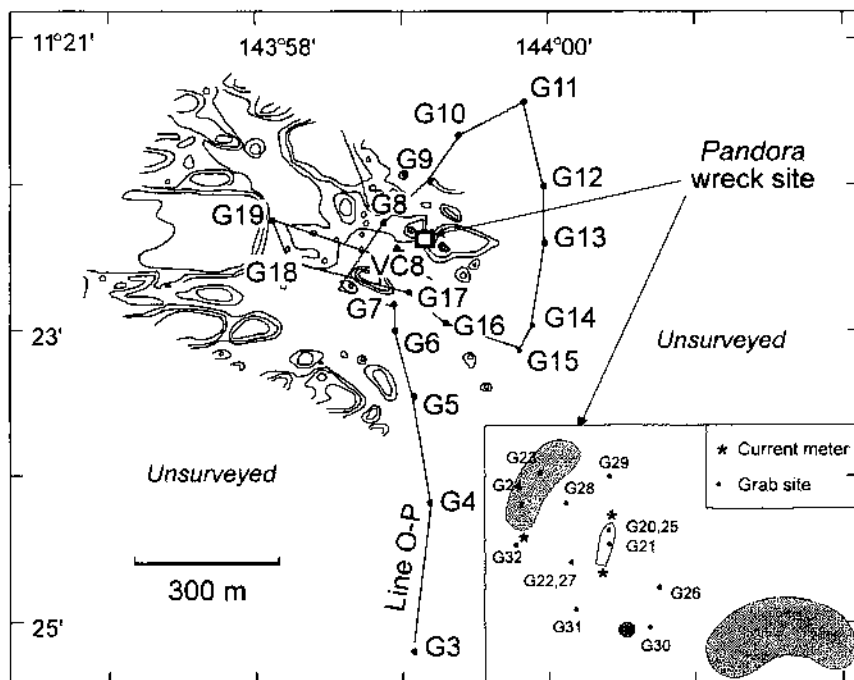 11°21'
143°58'
144°00'
G11
G10
G9
Pandora
wreck site
G12
G8
G19
G13
VC8
G18
G17
G7
G16
G14
23'
G6
G15
Unsurveyed
G5
Unsurveyed
G4
Line O-P
300 m
25'
G3
Current meter
Grab site
G23
G29
G24
G28
G20,25
G21
G32
G22,27
G26
G31
G30